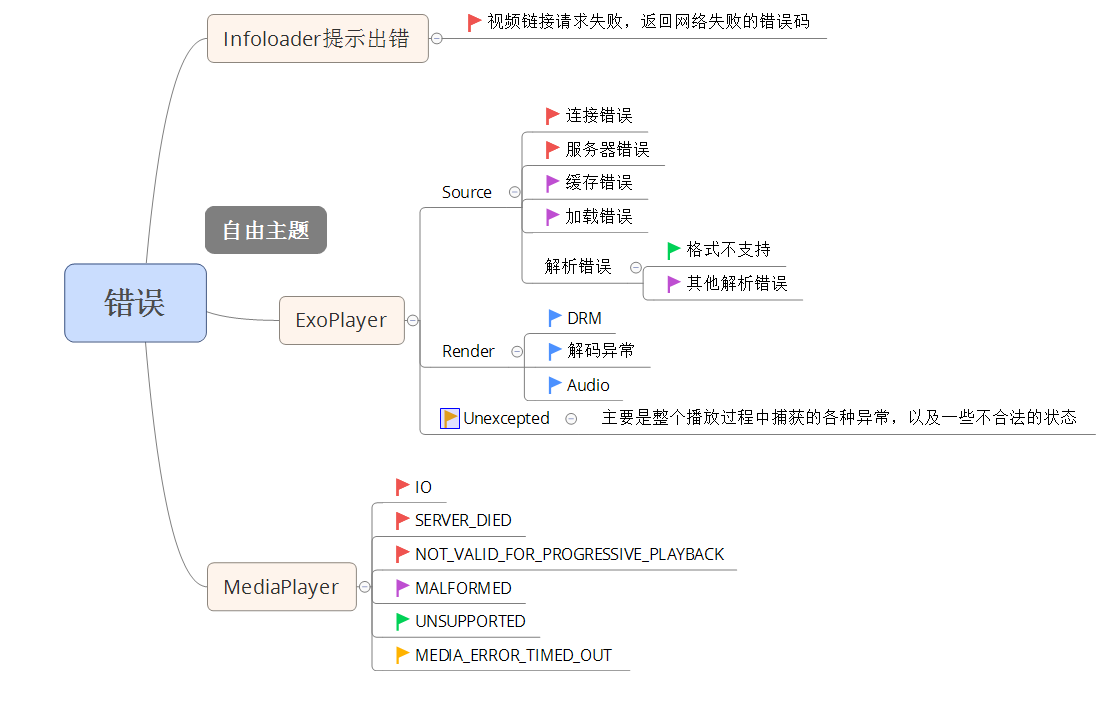 Infoloader提示出错
视频链接请求失败，返回网络失败的错误码
连接错误
服务器错误
Source
缓存错误
加载错误
自由主题
解析错误
格式不支持
其他解析错误
错误
ExoPlayer
DRM
Render
解码异常
Audio
Unexcepted
主要是整个播放过程中捕获的各种异常，以及一些不合法的状态
IO
SERVER_DIED
NOT_VALID_FOR_PROGRESSIVE_PLAYBACK
MediaPlayer
MALFORMED
UNSUPPORTED
MEDIA_ERROR_TIMED_OUT